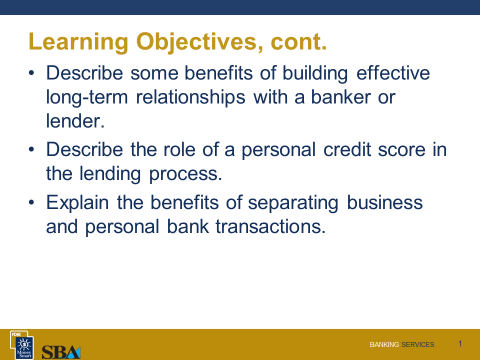 Learning Objectives, cont.
• Describe some benefits of building effective
long-term relationships with a banker or
lender.
• Describe the role of a personal credit score in
the lending process.
• Explain the benefits of separating business
and personal bank transactions.
FDIC
Money
Smart
SBA
BANKING SERVICES
1